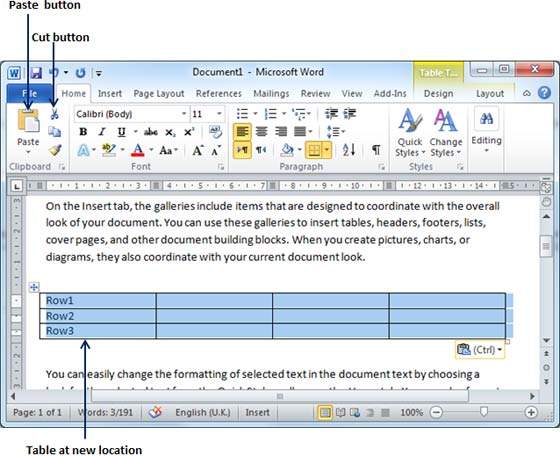 Paste button
Cut button
Document1 - Microsoft Word
Table T...
File Home Insert Page Layout References Mailings Review View Add-Ins Design Layout
Calibri (Body) 11
Paste
B I U abc x₂ x²
Quick Styles
Change Styles
Editing
Clipboard Font Paragraph Styles
On the Insert tab, the galleries include items that are designed to coordinate with the overall
look of your document. You can use these galleries to insert tables, headers, footers, lists,
cover pages, and other document building blocks. When you create pictures, charts, or
diagrams, they also coordinate with your current document look.
Row1
Row2
Row3
(Ctrl)
You can easily change the formatting of selected text in the document text by choosing a
Page: 1 of 1 Words: 3/191 English (U.K.) Insert 100%
Table at new location